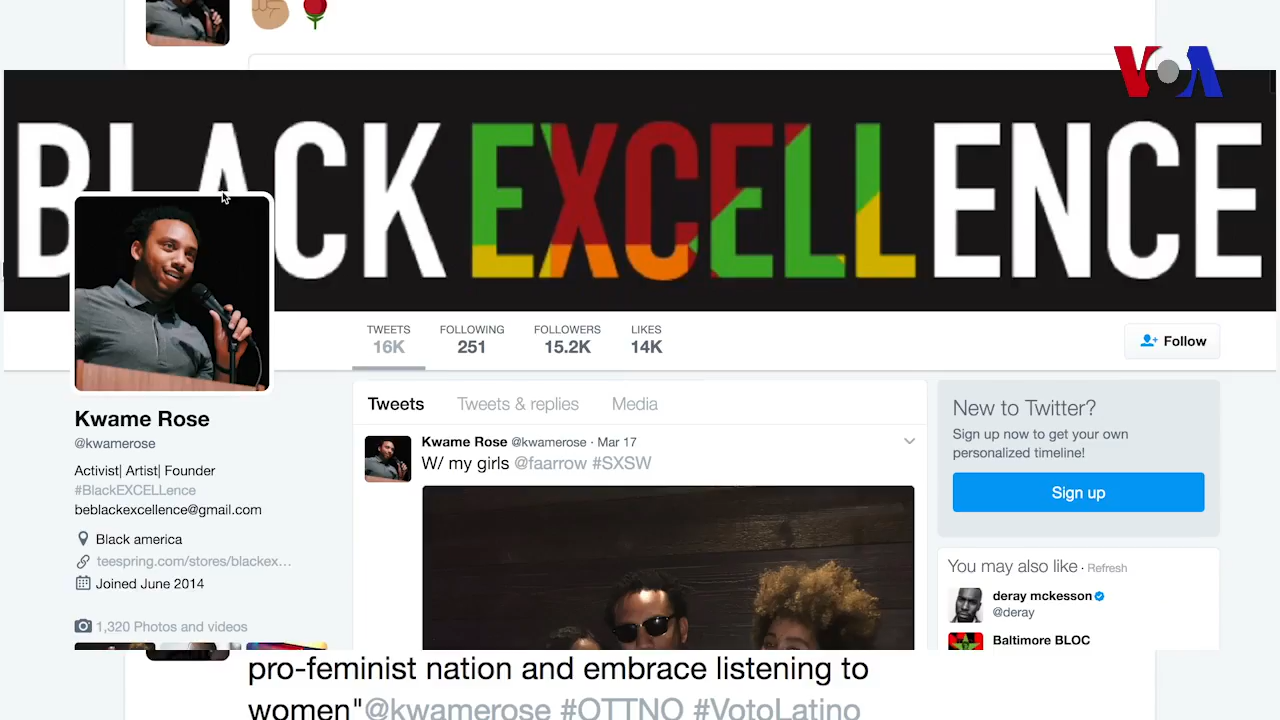 VOA
BLACK EXCELLENCE
TWEETS
16K
FOLLOWING
251
FOLLOWERS
15.2K
LIKES
14K
Follow
Kwame Rose
@kwamerose
Activist| Artist| Founder
#BlackEXCELLence
beblackexcellence@gmail.com
Black america
teespring.com/stores/blackex…
Joined June 2014
1,320 Photos and videos
Tweets Tweets & replies Media
Kwame Rose @kwamerose · Mar 17
W/ my girls @faarrow #SXSW
New to Twitter?
Sign up now to get your own
personalized timeline!
Sign up
You may also like · Refresh
deray mckesson
@deray
Baltimore BLOC
pro-feminist nation and embrace listening to
women"@kwamerose #OTTNO #VotoLatino